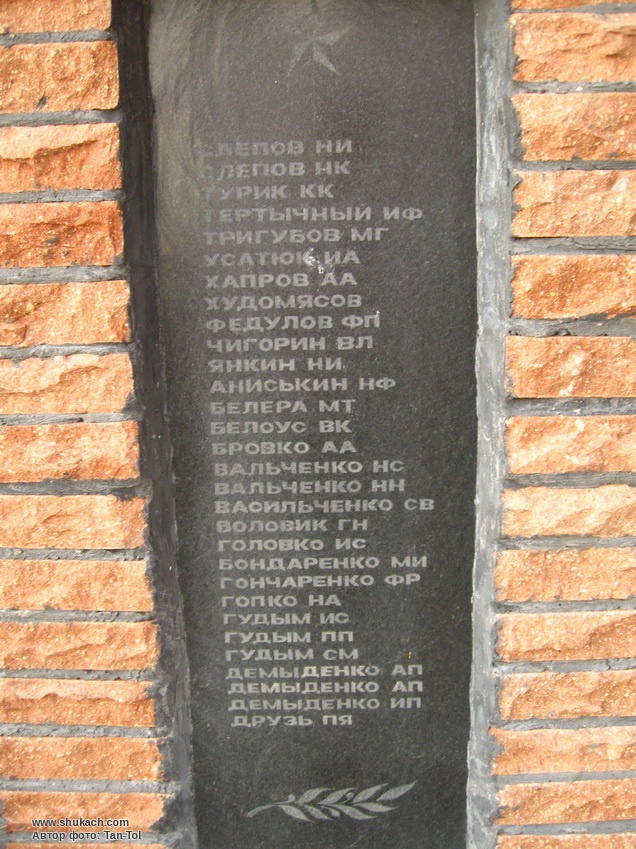 СЛЕПОВ НИ
СЛЕПОВ НК
ТУРИК КК
ТЕРТЫЧНЫЙ ИФ
ТРИГУБОВ МГ
УСАТЮК ИА
ХАПРОВ АА
ХУДОМЯСОВ
ФЕДУЛОВ ФП
ЧИГОРИН ВЛ
ЯНКИН НИ
АНИСЬКИН НФ
БЕЛЕРА МТ
БЕЛОУС ВК
БРОВКО АА
ВАЛЬЧЕНКО НС
ВАЛЬЧЕНКО НН
ВАСИЛЬЧЕНКО СВ
ВОЛОВИК ГН
ГОЛОВКО ИС
БОНДАРЕНКО МИ
ГОНЧАРЕНКО ФР
ГОПКО НА
ГУДЫМ ИС
ГУДЫМ ПП
ГУДЫМ СМ
ДЕМЫДЕНКО АП
ДЕМЫДЕНКО АП
ДЕМЫДЕНКО ИП
ДРУЗЬ ПЯ
www.shukach.com
Автор фото: Tan-Tol